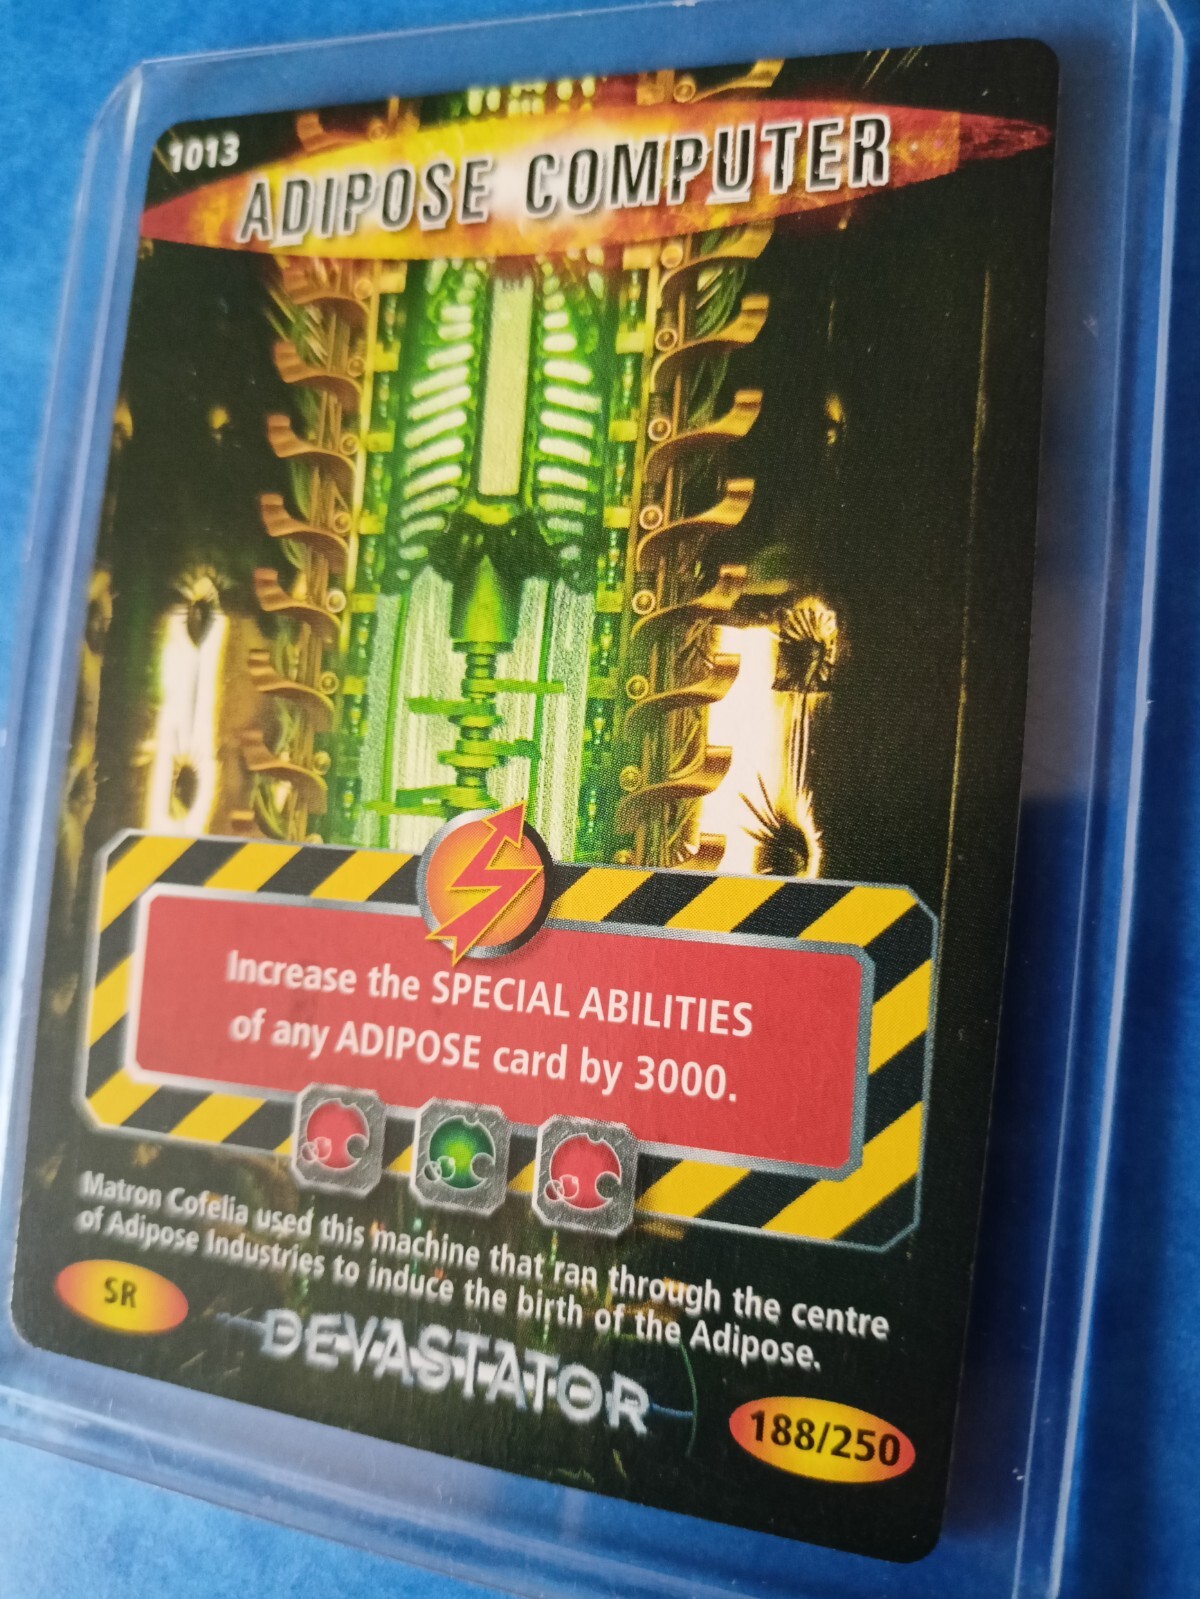 1013
ADIPOSE COMPUTER
Increase the SPECIAL ABILITIES
of any ADIPOSE card by 3000.
Matron Cofelia used this machine that ran through the centre
of Adipose Industries to induce the birth of the Adipose.
SR
DEVASTATOR
188/250